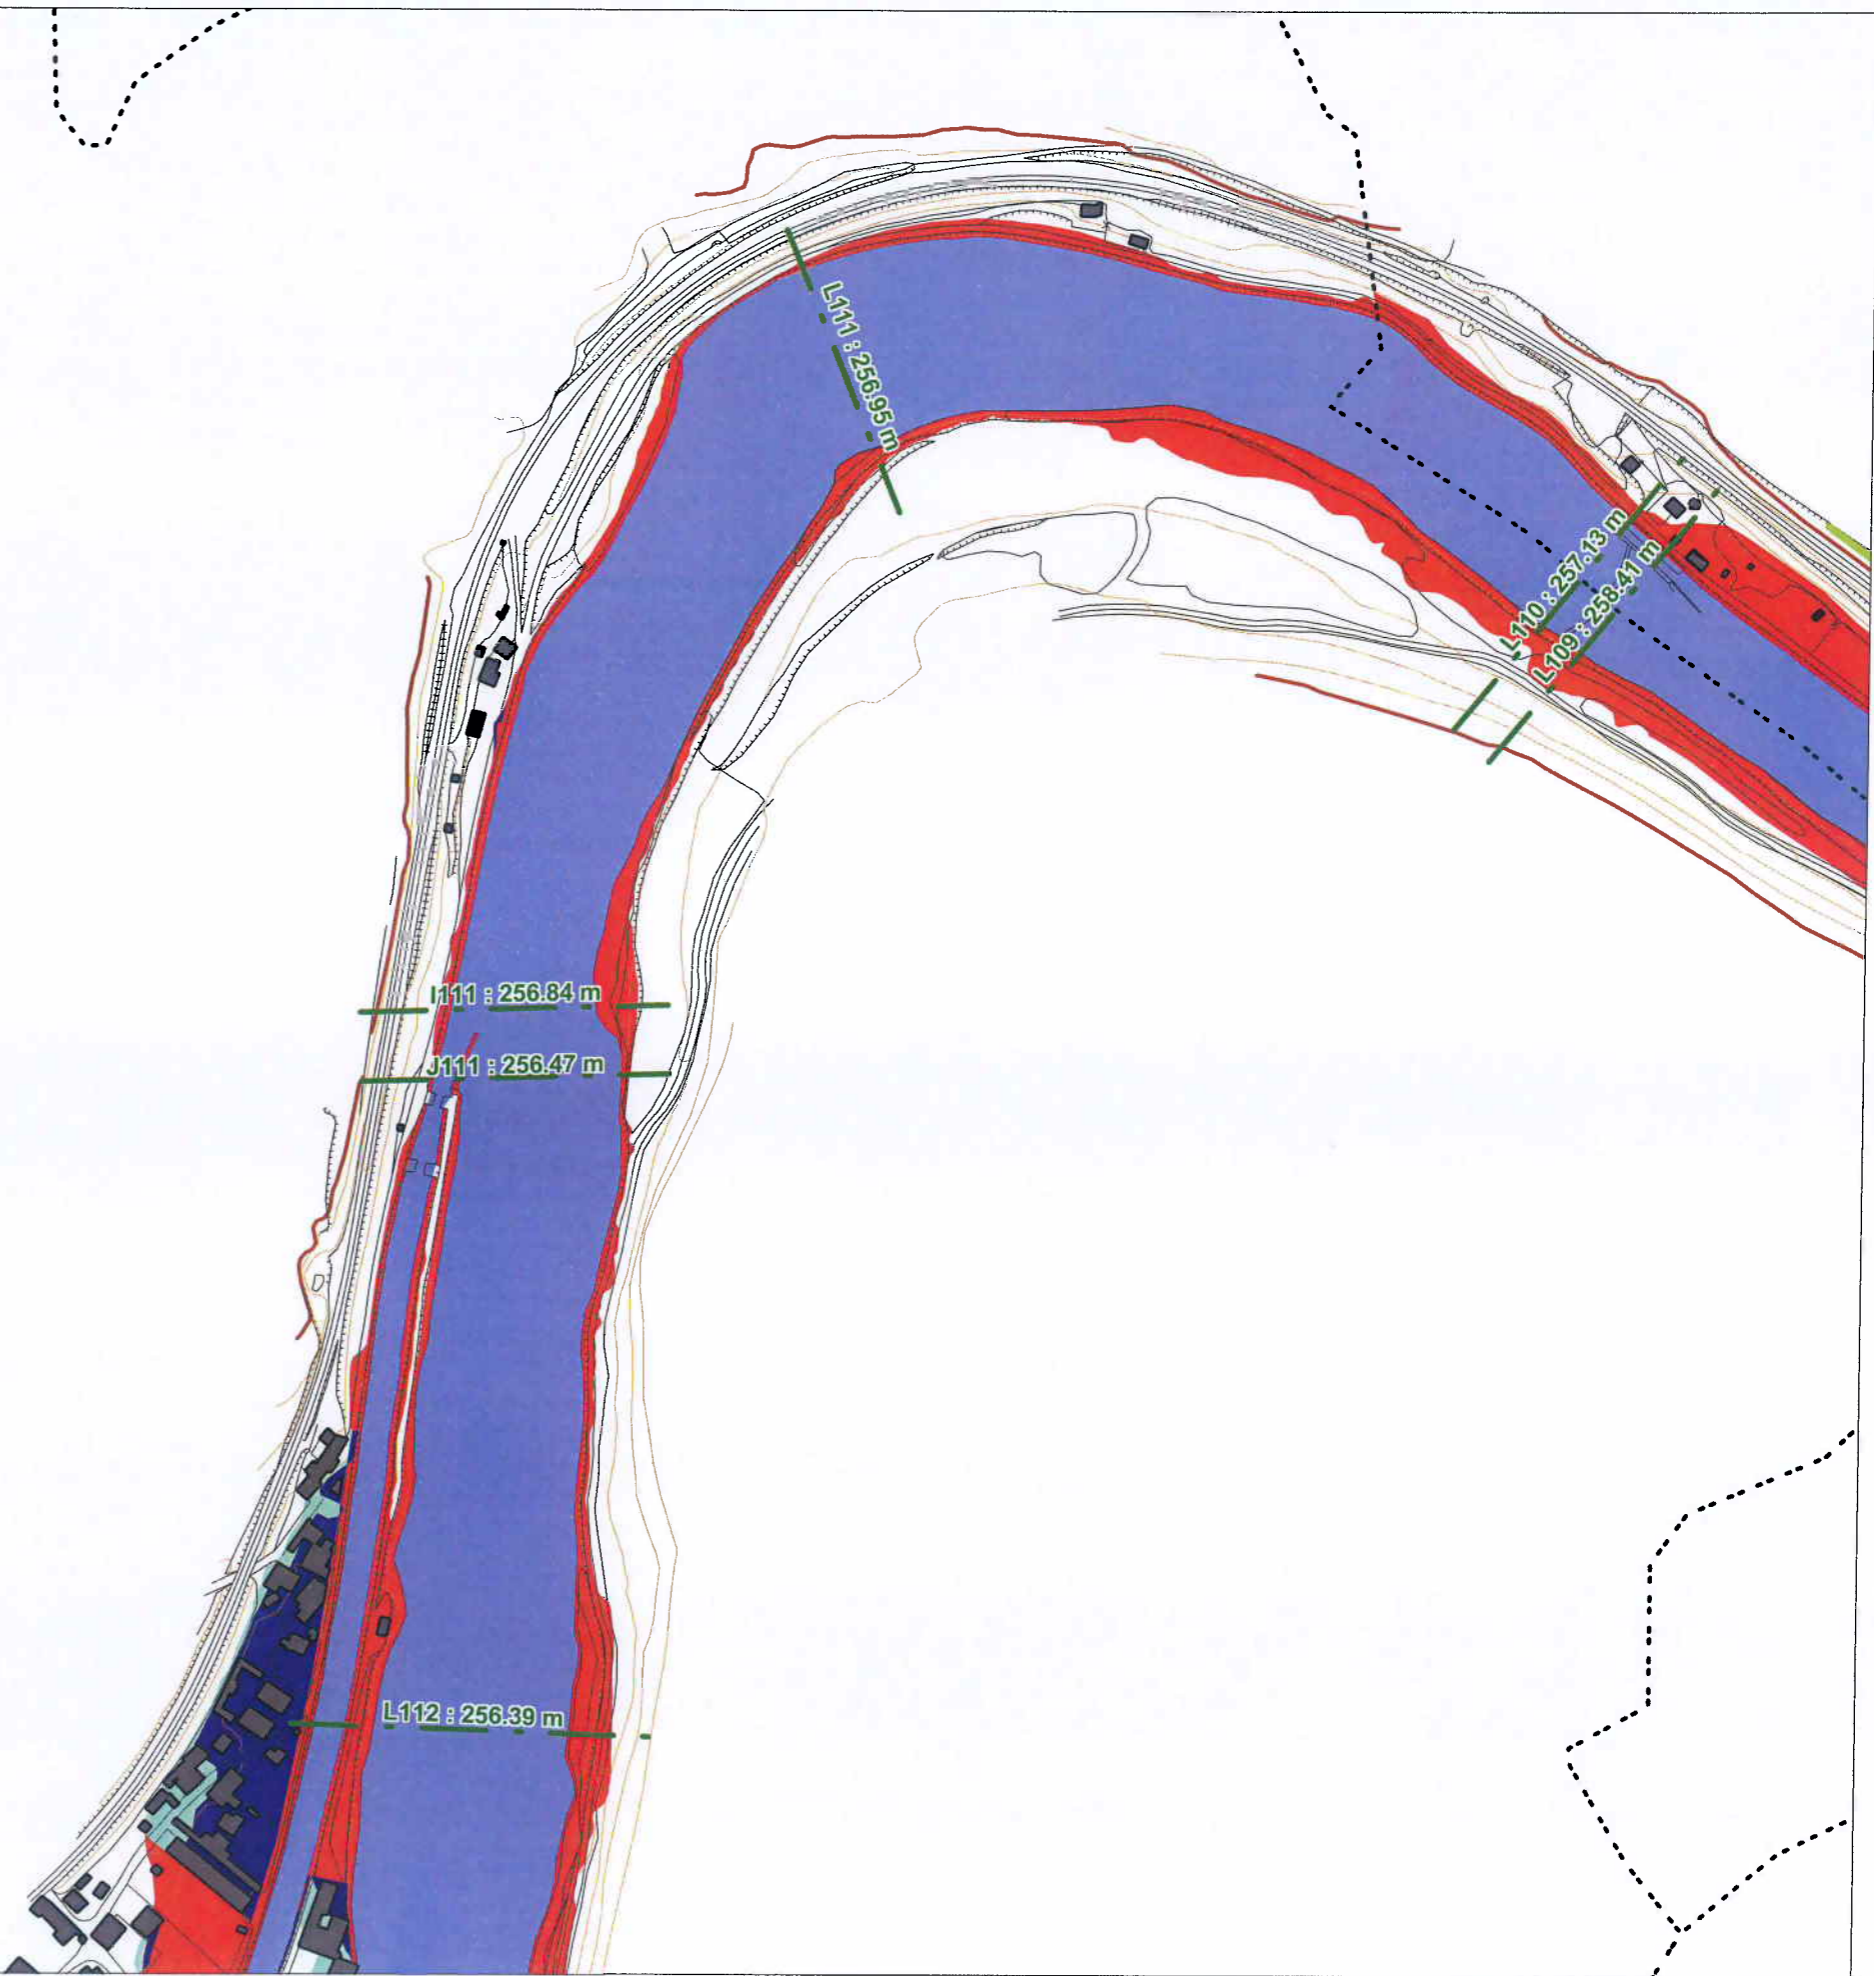 L111 : 256.95 m
L110 : 257.13 m
L109 : 258.41 m
I111 : 256.84 m
J111 : 256.47 m
L112 : 256.39 m